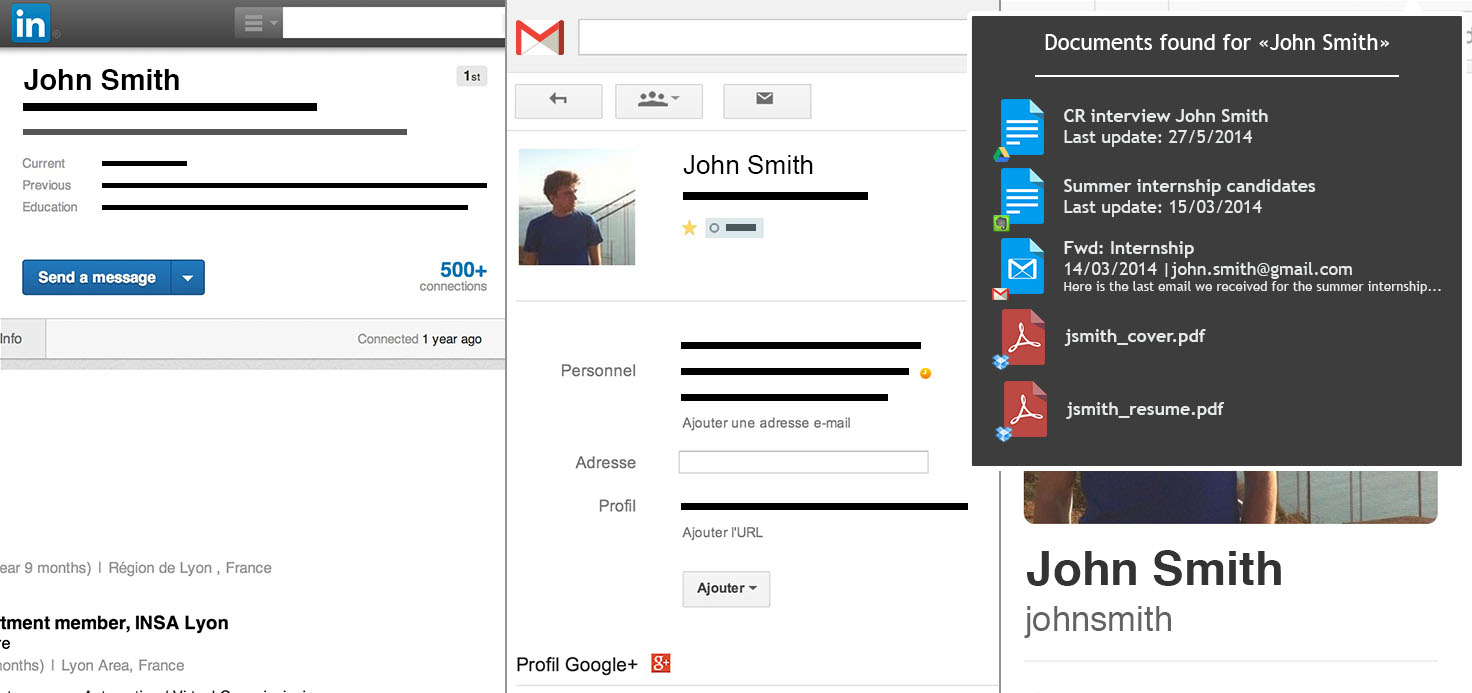 in
John Smith
1st
Current
Previous
Education
Send a message
500+
connections
Info
Connected 1 year ago
ear 9 months) | Région de Lyon , France
tment member, INSA Lyon
re
onths) | Lyon Area, France
John Smith
Personnel
Ajouter une adresse e-mail
Adresse
Profil
Ajouter l'URL
Ajouter
Profil Google+
g+
Documents found for «John Smith»
CR interview John Smith
Last update: 27/5/2014
Summer internship candidates
Last update: 15/03/2014
Fwd: Internship
14/03/2014 | john.smith@gmail.com
Here is the last email we received for the summer internship...
jsmith_cover.pdf
jsmith_resume.pdf
John Smith
johnsmith